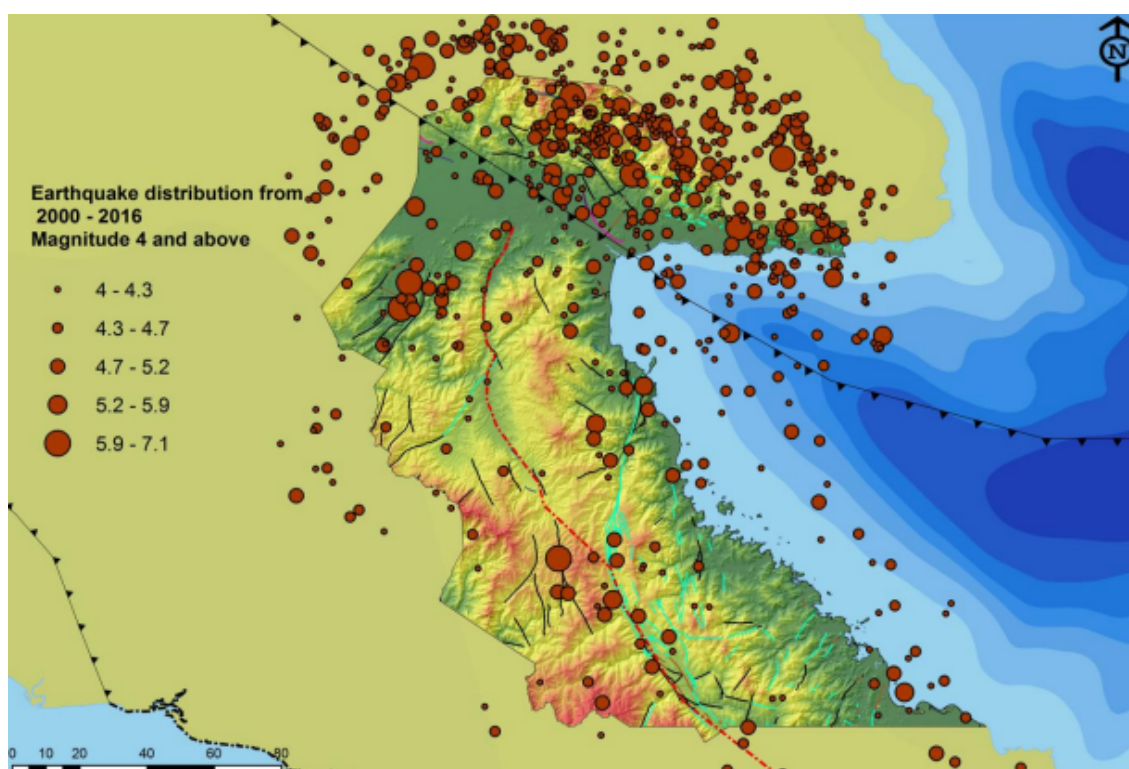 N
Earthquake distribution from
2000 - 2016
Magnitude 4 and above
4 - 4.3
4.3 - 4.7
4.7 - 5.2
5.2 - 5.9
5.9 - 7.1
0 10 20 40 60 80